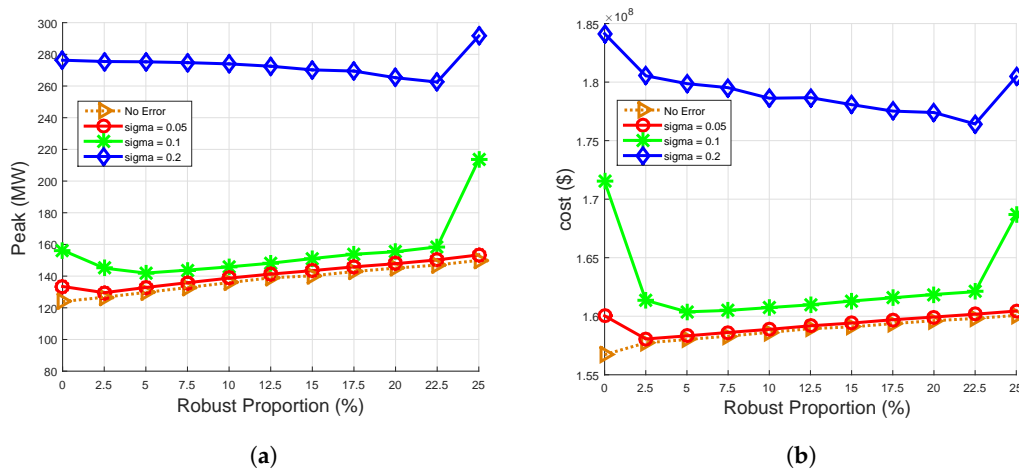 300
280
260
240
220
200
180
160
140
120
100
80
Peak (MW)
No Error
sigma = 0.05
sigma = 0.1
sigma = 0.2
0 2.5 5 7.5 10 12.5 15 17.5 20 22.5 25
Robust Proportion (%)
(a)
×10⁸
1.85
1.8
1.75
1.7
1.65
1.6
1.55
cost ($)
No Error
sigma = 0.05
sigma = 0.1
sigma = 0.2
0 2.5 5 7.5 10 12.5 15 17.5 20 22.5 25
Robust Proportion (%)
(b)